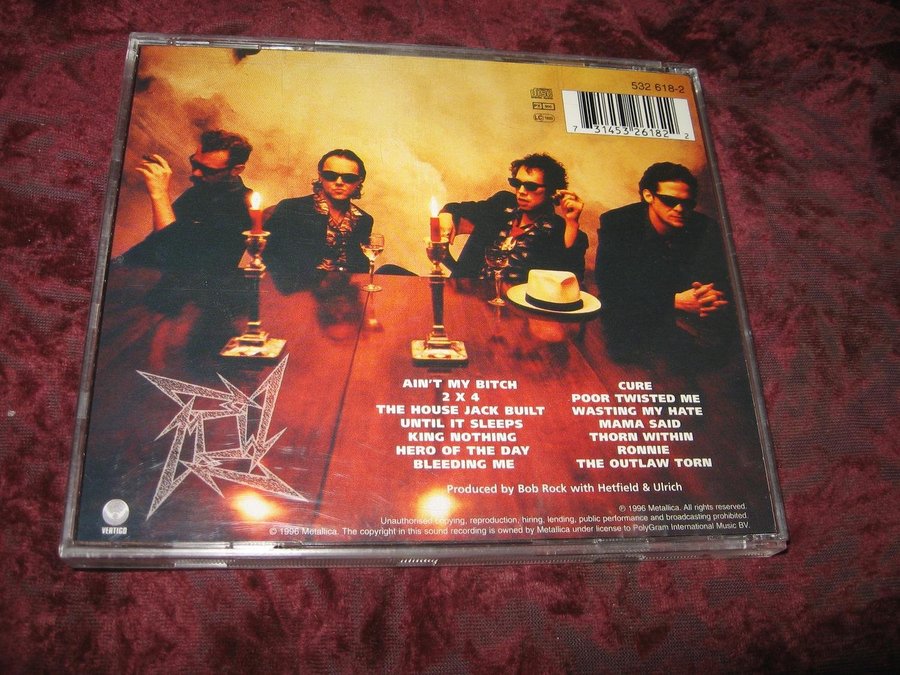 532 618-2
7 31453 26182 2
AIN'T MY BITCH
2 X 4
THE HOUSE JACK BUILT
UNTIL IT SLEEPS
KING NOTHING
HERO OF THE DAY
BLEEDING ME
CURE
POOR TWISTED ME
WASTING MY HATE
MAMA SAID
THORN WITHIN
RONNIE
THE OUTLAW TORN
Produced by Bob Rock with Hetfield & Ulrich
VERTIGO
℗ 1996 Metallica. All rights reserved.
Unauthorised copying, reproduction, hiring, lending, public performance and broadcasting prohibited.
© 1996 Metallica. The copyright in this sound recording is owned by Metallica under license to PolyGram International Music BV.